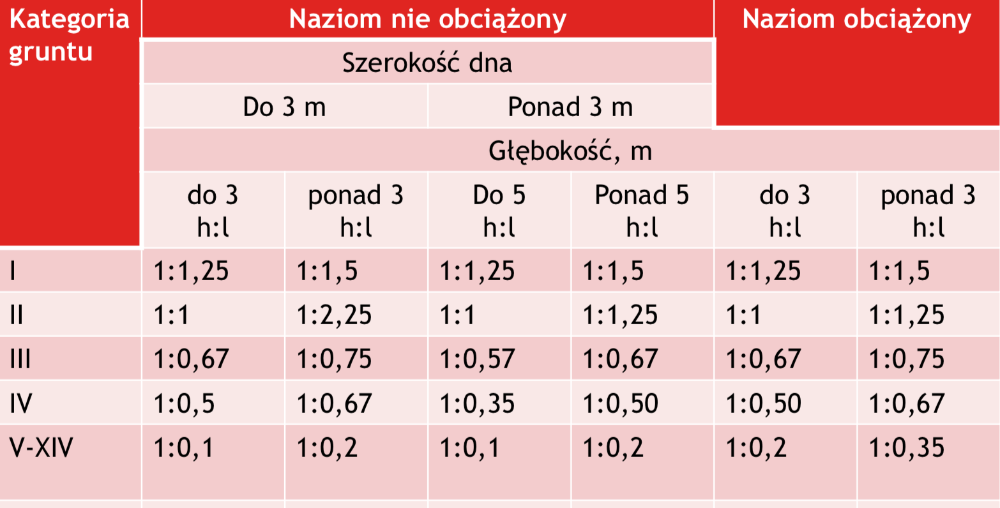 Kategoria gruntu Naziom nie obciążony Naziom obciążony
Szerokość dna
Do 3 m Ponad 3 m
Głębokość, m
do 3 ponad 3 Do 5 Ponad 5 do 3 ponad 3
h:l h:l h:l h:l h:l h:l
I 1:1,25 1:1,5 1:1,25 1:1,5 1:1,25 1:1,5
II 1:1 1:2,25 1:1 1:1,25 1:1 1:1,25
III 1:0,67 1:0,75 1:0,57 1:0,67 1:0,67 1:0,75
IV 1:0,5 1:0,67 1:0,35 1:0,50 1:0,50 1:0,67
V-XIV 1:0,1 1:0,2 1:0,1 1:0,2 1:0,2 1:0,35